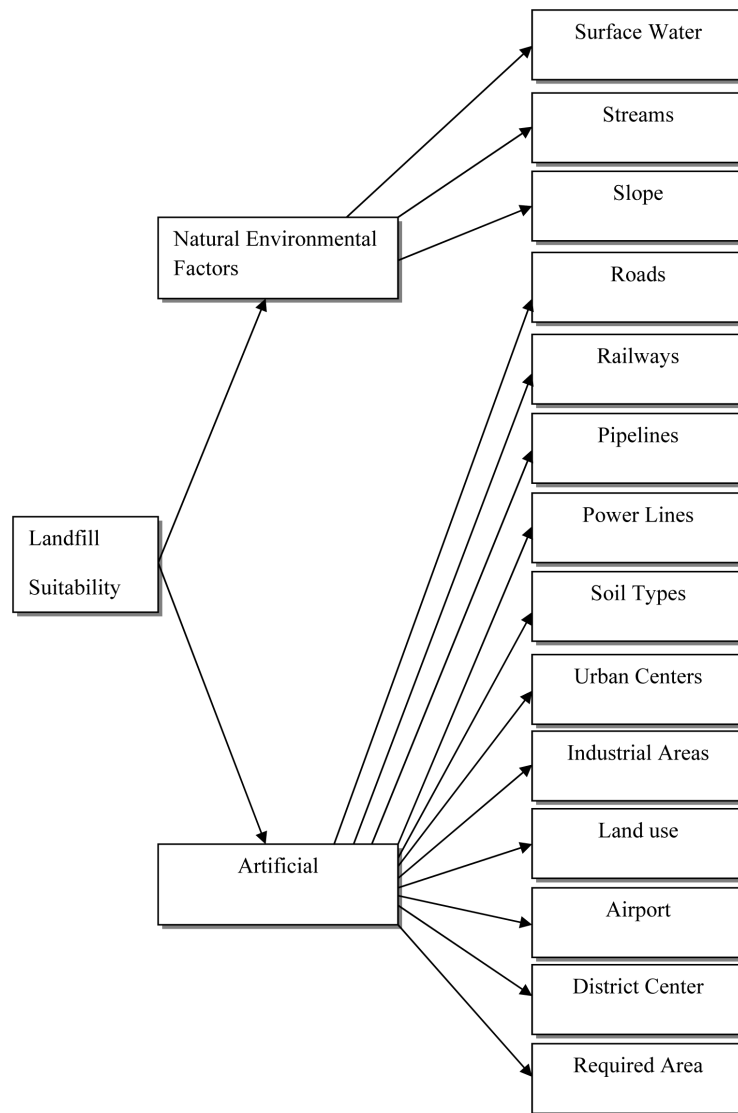 Surface Water
Streams
Slope
Natural Environmental
Factors
Roads
Railways
Pipelines
Power Lines
Landfill
Suitability
Soil Types
Urban Centers
Industrial Areas
Land use
Artificial
Airport
District Center
Required Area